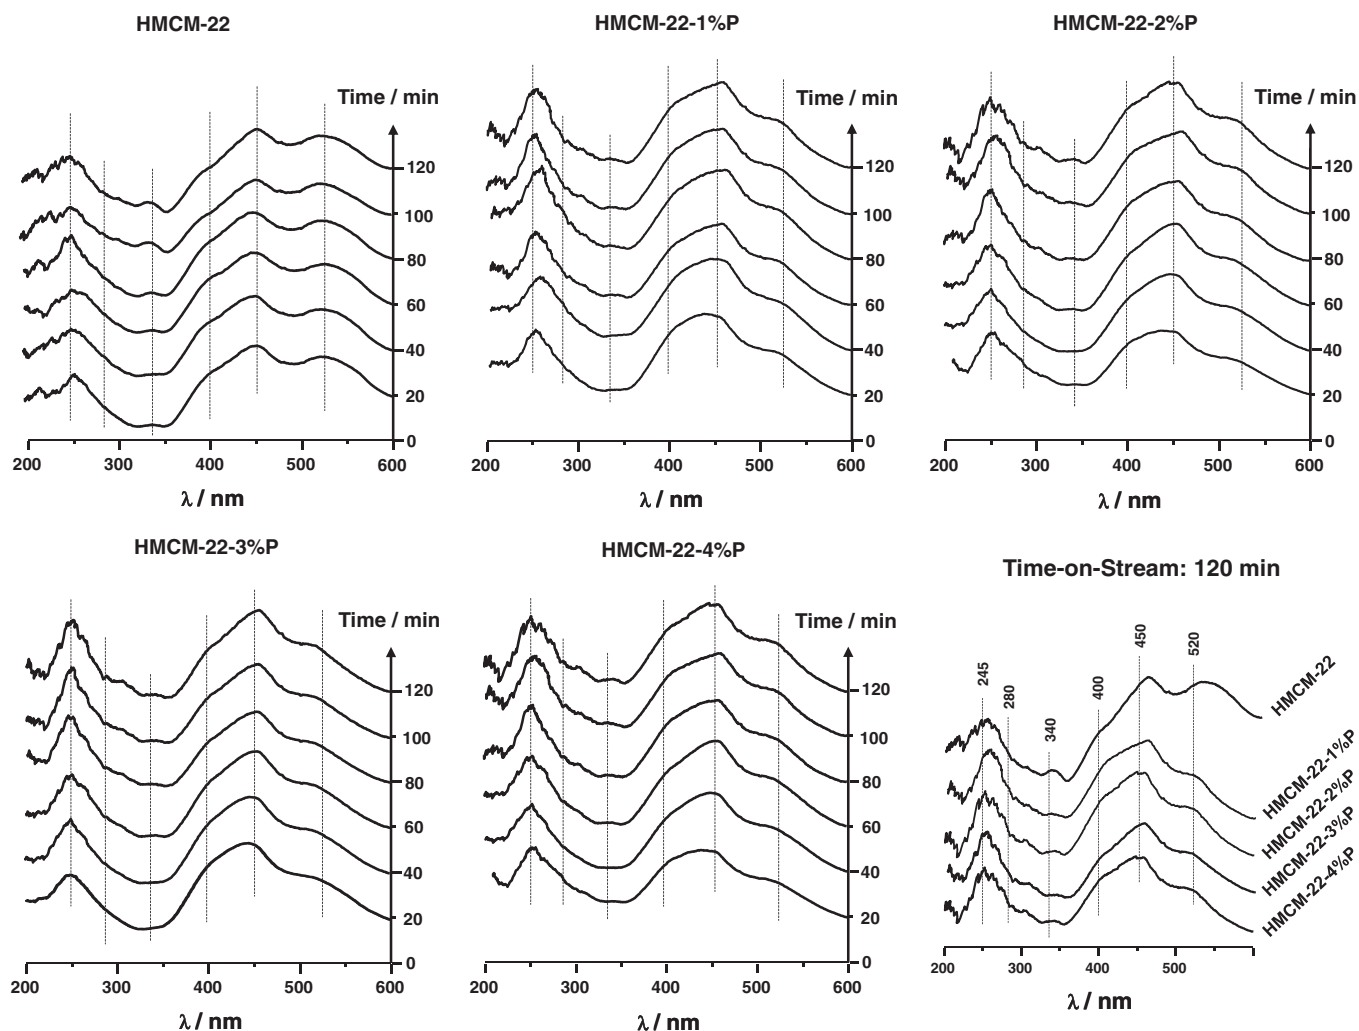 HMCM-22
HMCM-22-1%P
HMCM-22-2%P
Time / min
Time / min
Time / min
120
100
80
60
40
20
0
120
100
80
60
40
20
0
120
100
80
60
40
20
0
200 300 400 500 600
200 300 400 500 600
200 300 400 500 600
λ / nm
λ / nm
λ / nm
HMCM-22-3%P
HMCM-22-4%P
Time-on-Stream: 120 min
Time / min
Time / min
120
100
80
60
40
20
0
120
100
80
60
40
20
0
245
280
340
400
450
520
HMCM-22
HMCM-22-1%P
HMCM-22-2%P
HMCM-22-3%P
HMCM-22-4%P
200 300 400 500 600
200 300 400 500 600
200 300 400 500
λ / nm
λ / nm
λ / nm